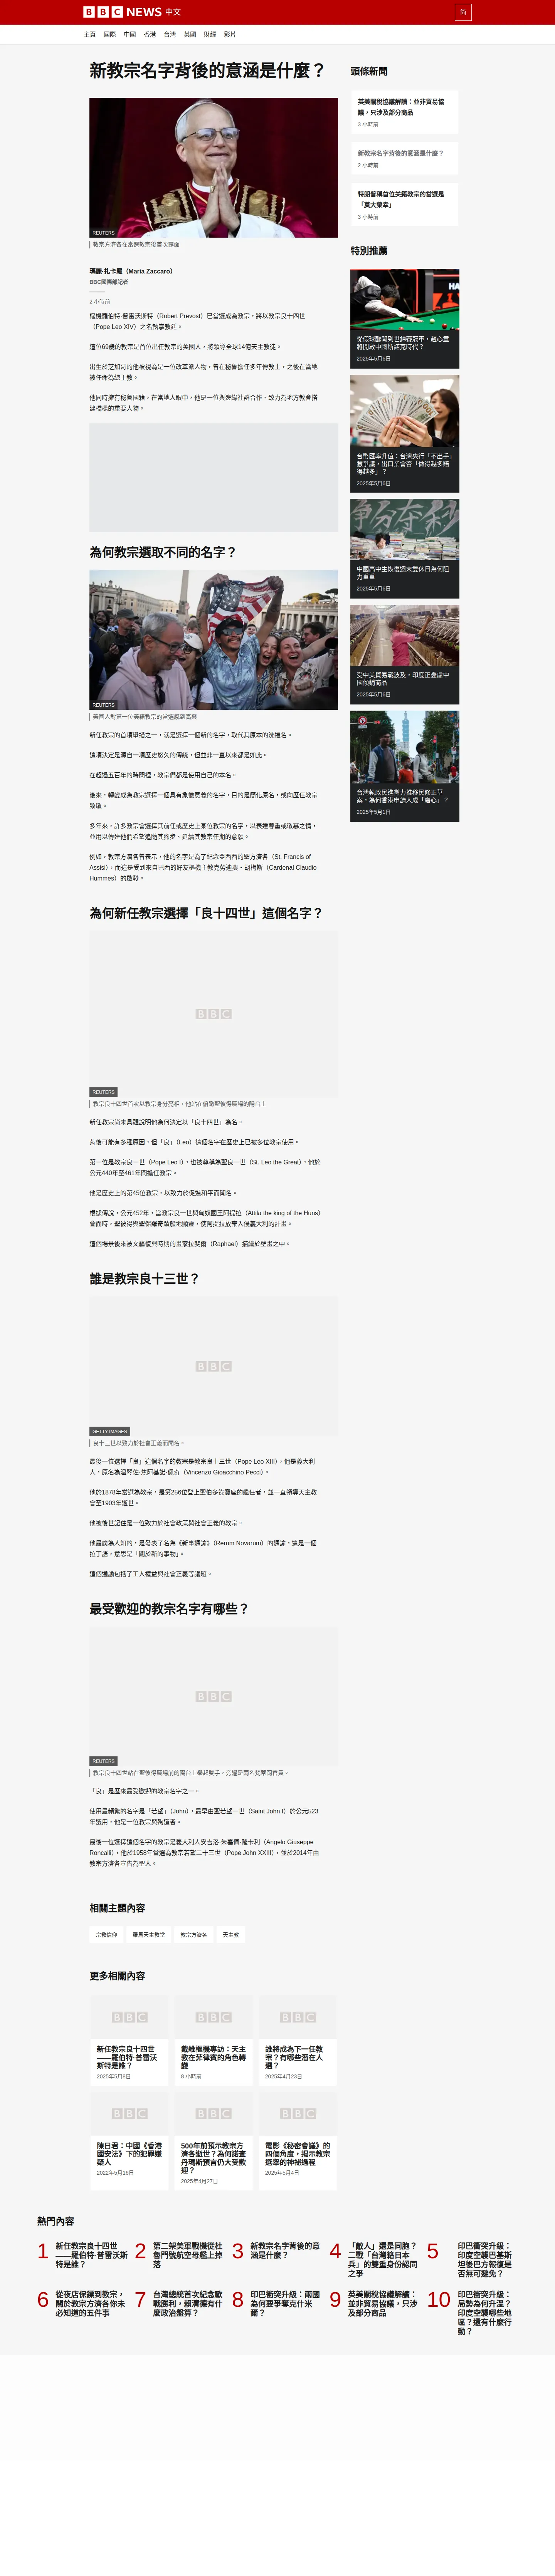 BBC NEWS 中文
简
主頁 國際 中國 香港 台灣 英國 財經 影片
新教宗名字背後的意涵是什麼？
REUTERS
教宗方濟各在當選教宗後首次露面
瑪麗·扎卡羅（Maria Zaccaro）
BBC國際部記者
2 小時前
樞機羅伯特·普雷沃斯特（Robert Prevost）已當選成為教宗，將以教宗良十四世
（Pope Leo XIV）之名執掌教廷。
這位69歲的教宗是首位出任教宗的美國人，將領導全球14億天主教徒。
出生於芝加哥的他被視為是一位改革派人物，曾在秘魯擔任多年傳教士，之後在當地
被任命為總主教。
他同時擁有秘魯國籍，在當地人眼中，他是一位與邊緣社群合作、致力為地方教會搭
建橋樑的重要人物。
為何教宗選取不同的名字？
REUTERS
美國人對第一位美籍教宗的當選感到高興
新任教宗的首項舉措之一，就是選擇一個新的名字，取代其原本的洗禮名。
這項決定是源自一項歷史悠久的傳統，但並非一直以來都是如此。
在超過五百年的時間裡，教宗們都是使用自己的本名。
後來，轉變成為教宗選擇一個具有象徵意義的名字，目的是簡化原名，或向歷任教宗
致敬。
多年來，許多教宗會選擇其前任或歷史上某位教宗的名字，以表達尊重或敬慕之情，
並用以傳達他們希望追隨其腳步、延續其教宗任期的意願。
例如，教宗方濟各曾表示，他的名字是為了紀念亞西西的聖方濟各（St. Francis of
Assisi），而這是受到來自巴西的好友樞機主教克勞迪奧・胡梅斯（Cardenal Claudio
Hummes）的啟發。
為何新任教宗選擇「良十四世」這個名字？
BBC
REUTERS
教宗良十四世首次以教宗身分亮相，他站在俯瞰聖彼得廣場的陽台上
新任教宗尚未具體說明他為何決定以「良十四世」為名。
背後可能有多種原因，但「良」（Leo）這個名字在歷史上已被多位教宗使用。
第一位是教宗良一世（Pope Leo I），也被尊稱為聖良一世（St. Leo the Great），他於
公元440年至461年間擔任教宗。
他是歷史上的第45位教宗，以致力於促進和平而聞名。
根據傳說，公元452年，當教宗良一世與匈奴國王阿提拉（Attila the king of the Huns）
會面時，聖彼得與聖保羅奇蹟般地顯靈，使阿提拉放棄入侵義大利的計畫。
這個場景後來被文藝復興時期的畫家拉斐爾（Raphael）描繪於壁畫之中。
誰是教宗良十三世？
BBC
GETTY IMAGES
良十三世以致力於社會正義而聞名。
最後一位選擇「良」這個名字的教宗是教宗良十三世（Pope Leo XIII），他是義大利
人，原名為溫琴佐·焦阿基諾·佩奇（Vincenzo Gioacchino Pecci）。
他於1878年當選為教宗，是第256位登上聖伯多祿寶座的繼任者，並一直領導天主教
會至1903年逝世。
他被後世記住是一位致力於社會政策與社會正義的教宗。
他最廣為人知的，是發表了名為《新事通諭》（Rerum Novarum）的通諭，這是一個
拉丁語，意思是「關於新的事物」。
這個通諭包括了工人權益與社會正義等議題。
最受歡迎的教宗名字有哪些？
BBC
REUTERS
教宗良十四世站在聖彼得廣場前的陽台上舉起雙手，旁邊是兩名梵蒂岡官員。
「良」是歷來最受歡迎的教宗名字之一。
使用最頻繁的名字是「若望」（John），最早由聖若望一世（Saint John I）於公元523
年選用，他是一位教宗與殉道者。
最後一位選擇這個名字的教宗是義大利人安吉洛·朱塞佩·隆卡利（Angelo Giuseppe
Roncalli），他於1958年當選為教宗若望二十三世（Pope John XXIII），並於2014年由
教宗方濟各宣告為聖人。
相關主題內容
宗教信仰 羅馬天主教堂 教宗方濟各 天主教
更多相關內容
BBC
新任教宗良十四世
——羅伯特·普雷沃
斯特是誰？
2025年5月8日
BBC
戴維樞機專訪：天主
教在菲律賓的角色轉
變
8 小時前
BBC
誰將成為下一任教
宗？有哪些潛在人
選？
2025年4月23日
BBC
陳日君：中國《香港
國安法》下的犯罪嫌
疑人
2022年5月16日
BBC
500年前預示教宗方
濟各逝世？為何諾查
丹瑪斯預言仍大受歡
迎？
2025年4月27日
BBC
電影《秘密會議》的
四個角度，揭示教宗
選舉的神祕過程
2025年5月4日
頭條新聞
英美關稅協議解讀：並非貿易協
議，只涉及部分商品
3 小時前
新教宗名字背後的意涵是什麼？
2 小時前
特朗普稱首位美籍教宗的當選是
「莫大榮幸」
3 小時前
特別推薦
從假球醜聞到世錦賽冠軍，趙心童
將開啟中國斯諾克時代？
2025年5月6日
台幣匯率升值：台灣央行「不出手」
惹爭議，出口業會否「做得越多賠
得越多」？
2025年5月6日
中國高中生恢復週末雙休日為何阻
力重重
2025年5月6日
受中美貿易戰波及，印度正憂慮中
國傾銷商品
2025年5月6日
台灣執政民進黨力推移民修正草
案，為何香港申請人成「磨心」？
2025年5月1日
熱門內容
1
新任教宗良十四世
——羅伯特·普雷沃斯
特是誰？
2
第二架美軍戰機從杜
魯門號航空母艦上掉
落
3
新教宗名字背後的意
涵是什麼？
4
「敵人」還是同胞？
二戰「台灣籍日本
兵」的雙重身份認同
之爭
5
印巴衝突升級：
印度空襲巴基斯
坦後巴方報復是
否無可避免？
6
從夜店保鏢到教宗，
關於教宗方濟各你未
必知道的五件事
7
台灣總統首次紀念歐
戰勝利，賴清德有什
麼政治盤算？
8
印巴衝突升級：兩國
為何要爭奪克什米
爾？
9
英美關稅協議解讀：
並非貿易協議，只涉
及部分商品
10
印巴衝突升級：
局勢為何升溫？
印度空襲哪些地
區？還有什麼行
動？